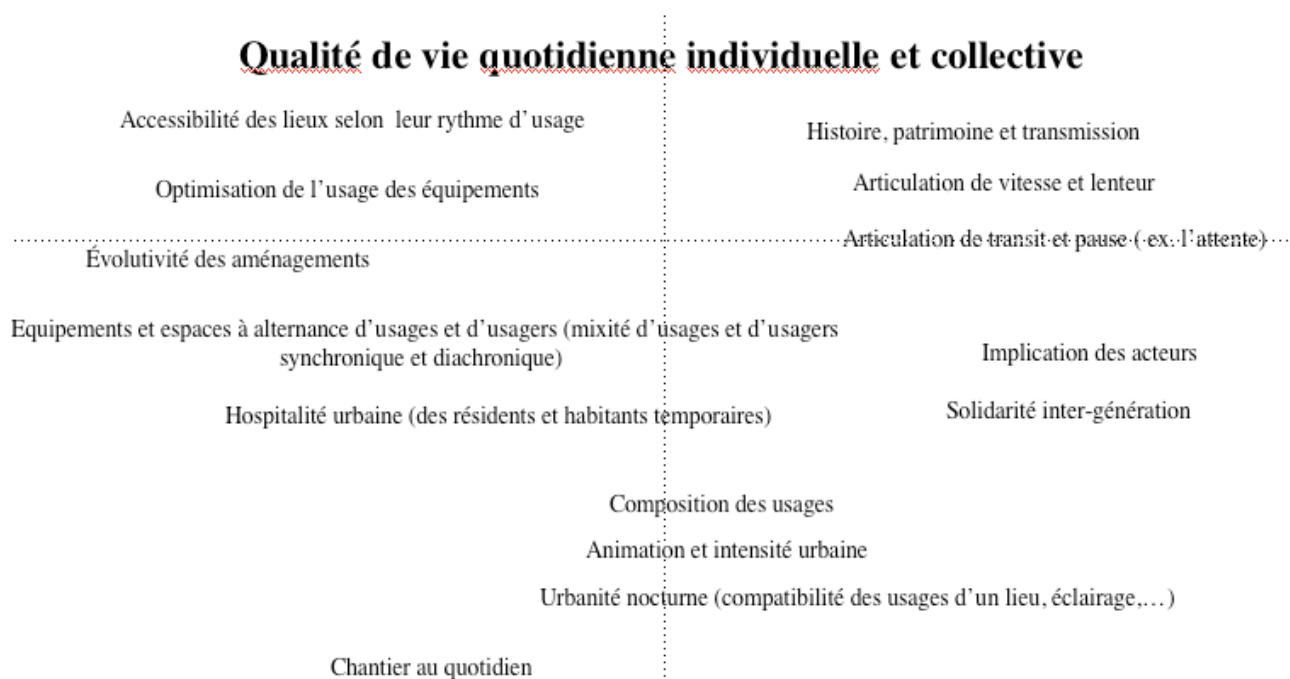 Qualité de vie quotidienne individuelle et collective
Accessibilité des lieux selon leur rythme d’usage
Histoire, patrimoine et transmission
Optimisation de l’usage des équipements
Articulation de vitesse et lenteur
Articulation de transit et pause ( ex. l’attente)
Évolutivité des aménagements
Equipements et espaces à alternance d’usages et d’usagers (mixité d’usages et d’usagers
synchronique et diachronique)
Implication des acteurs
Hospitalité urbaine (des résidents et habitants temporaires)
Solidarité inter-génération
Composition des usages
Animation et intensité urbaine
Urbanité nocturne (compatibilité des usages d’un lieu, éclairage,…)
Chantier au quotidien